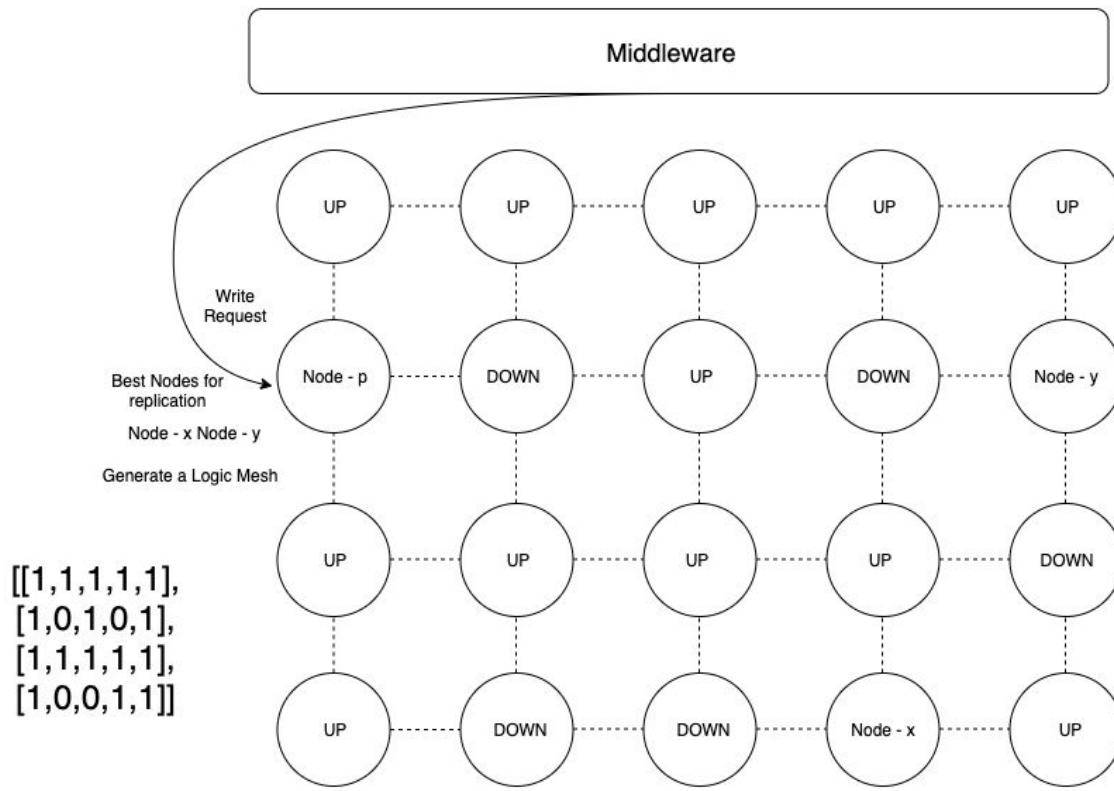 Middleware
UP
UP
UP
UP
UP
Write
Request
Node - p
DOWN
UP
DOWN
Node - y
Best Nodes for
replication
Node - x Node - y
Generate a Logic Mesh
UP
UP
UP
UP
DOWN
[[1,1,1,1,1],
[1,0,1,0,1],
[1,1,1,1,1],
[1,0,0,1,1]]
UP
DOWN
DOWN
Node - x
UP